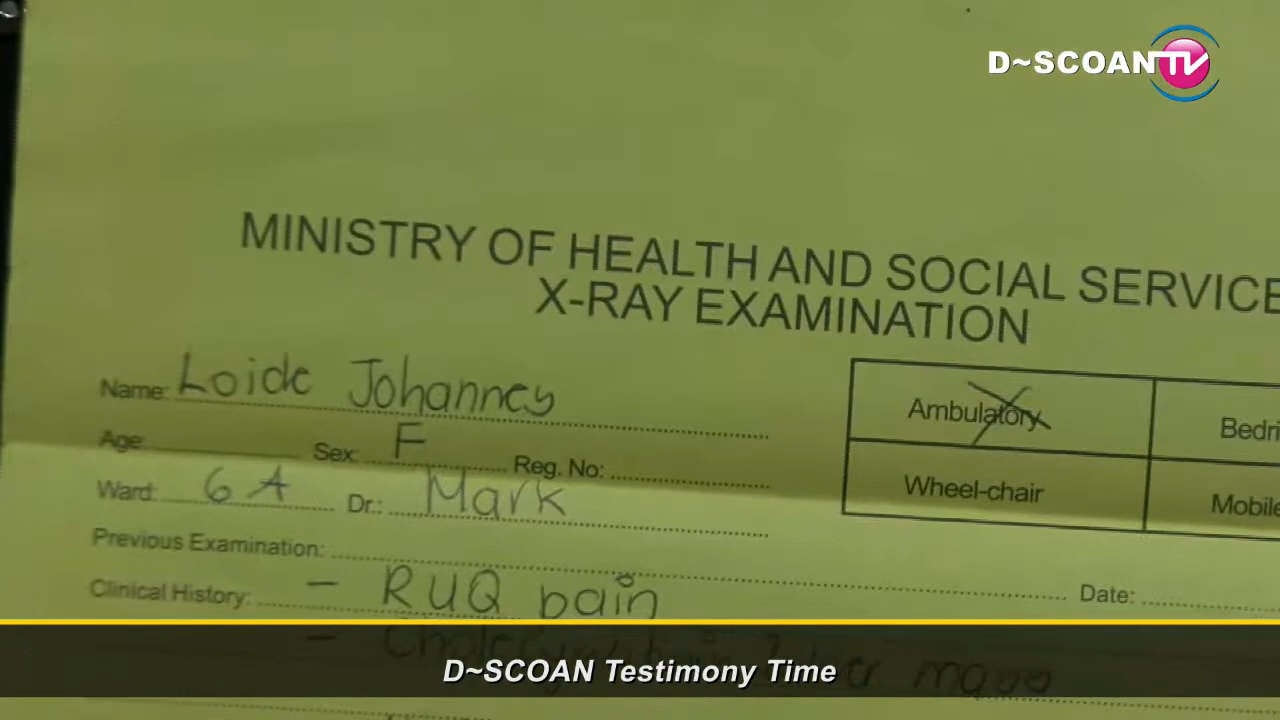 D~SCOANTV
MINISTRY OF HEALTH AND SOCIAL SERVICE
X-RAY EXAMINATION
Name: Loide Johanney
Ambulatory
Bedri
Age: Sex: F Reg. No:
Wheel-chair
Mobile
Ward: 6A Dr.: Mark
Previous Examination:
Date:
Clinical History: - RUQ pain
D~SCOAN Testimony Time